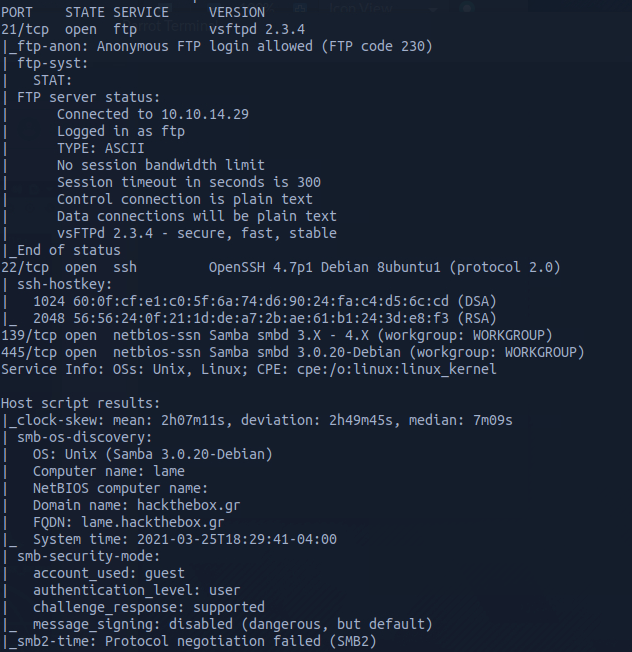 PORT    STATE SERVICE     VERSION
21/tcp  open  ftp         vsftpd 2.3.4
|_ftp-anon: Anonymous FTP login allowed (FTP code 230)
| ftp-syst:
|   STAT:
| FTP server status:
|      Connected to 10.10.14.29
|      Logged in as ftp
|      TYPE: ASCII
|      No session bandwidth limit
|      Session timeout in seconds is 300
|      Control connection is plain text
|      Data connections will be plain text
|      vsFTPd 2.3.4 - secure, fast, stable
|_End of status
22/tcp  open  ssh         OpenSSH 4.7p1 Debian 8ubuntu1 (protocol 2.0)
| ssh-hostkey:
|   1024 60:0f:cf:e1:c0:5f:6a:74:d6:90:24:fa:c4:d5:6c:cd (DSA)
|_  2048 56:56:24:0f:21:1d:de:a7:2b:ae:61:b1:24:3d:e8:f3 (RSA)
139/tcp open  netbios-ssn Samba smbd 3.X - 4.X (workgroup: WORKGROUP)
445/tcp open  netbios-ssn Samba smbd 3.0.20-Debian (workgroup: WORKGROUP)
Service Info: OSs: Unix, Linux; CPE: cpe:/o:linux:linux_kernel

Host script results:
|_clock-skew: mean: 2h07m11s, deviation: 2h49m45s, median: 7m09s
| smb-os-discovery:
|   OS: Unix (Samba 3.0.20-Debian)
|   Computer name: lame
|   NetBIOS computer name:
|   Domain name: hackthebox.gr
|   FQDN: lame.hackthebox.gr
|_  System time: 2021-03-25T18:29:41-04:00
| smb-security-mode:
|   account_used: guest
|   authentication_level: user
|   challenge_response: supported
|_  message_signing: disabled (dangerous, but default)
|_smb2-time: Protocol negotiation failed (SMB2)